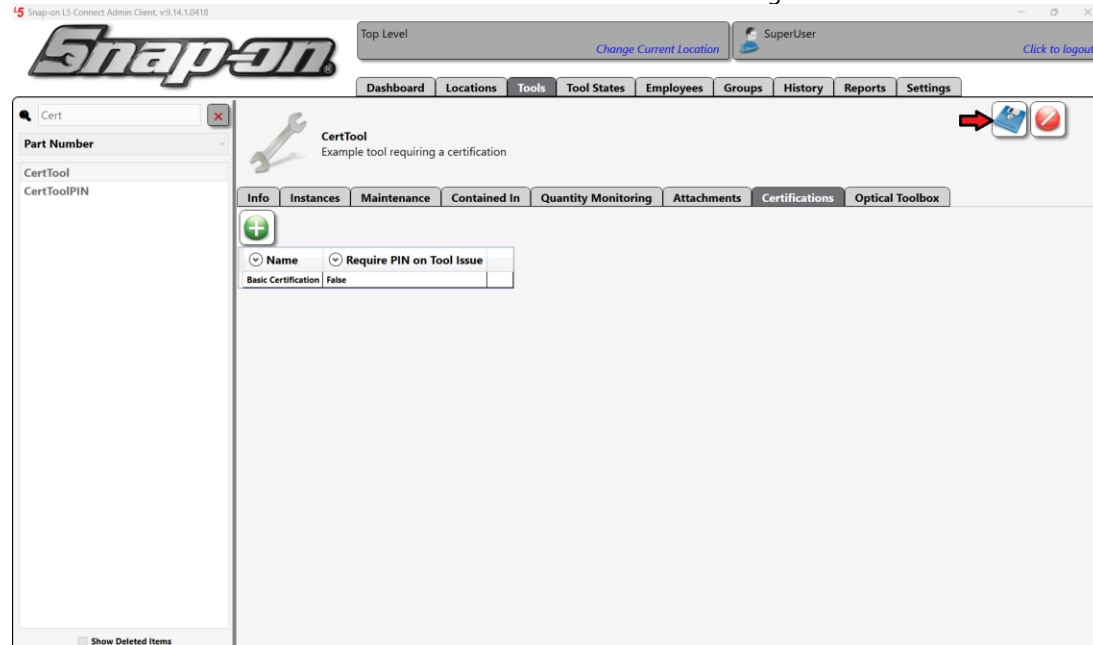 L5 Snap-on L5 Connect Admin Client, v:9.14.1.0418
Snap-on®
Top Level
Change Current Location
SuperUser
Click to logout
Dashboard Locations Tools Tool States Employees Groups History Reports Settings
Cert
Part Number
CertTool
CertToolPIN
CertTool
Example tool requiring a certification
Info Instances Maintenance Contained In Quantity Monitoring Attachments Certifications Optical Toolbox
Name Require PIN on Tool Issue
Basic Certification False
Show Deleted Items